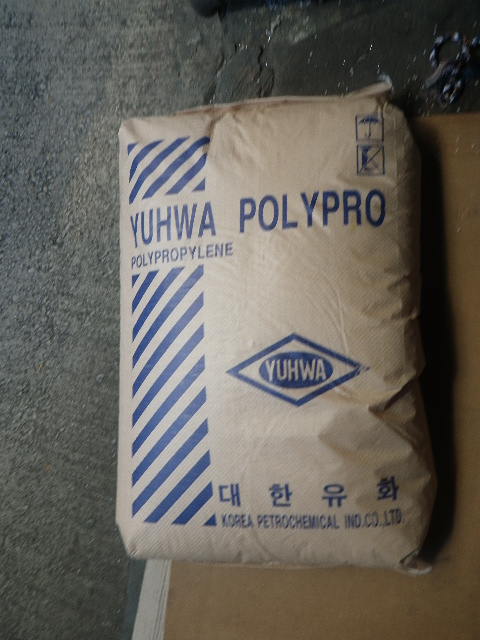 YUHWA POLYPRO
POLYPROPYLENE
YUHWA
대한유화
KOREA PETROCHEMICAL IND.CO.,LTD.